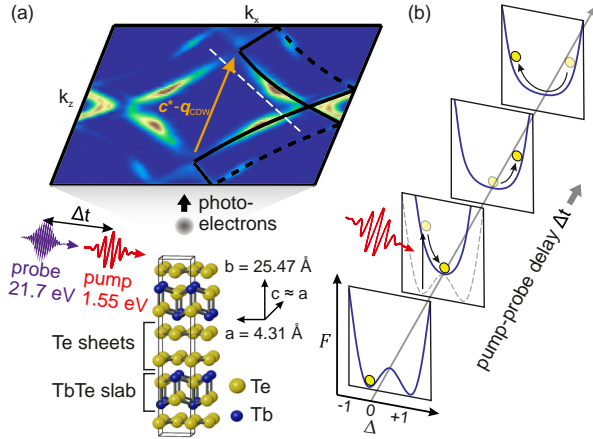 (a)
k_x
k_z
c*-q_CDW
Δt
photo-
electrons
probe
21.7 eV
pump
1.55 eV
b = 25.47 Å
c ≈ a
a = 4.31 Å
Te sheets
TbTe slab
Te
Tb
(b)
pump-probe delay Δt
F
-1 0 +1
Δ